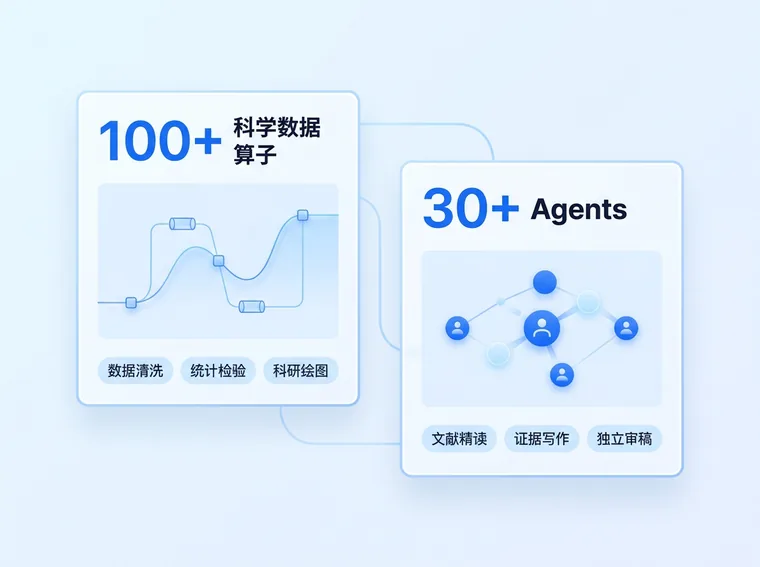 100+ 科学数据
算子
数据清洗 统计检验 科研绘图
30+ Agents
文献精读 证据写作 独立审稿